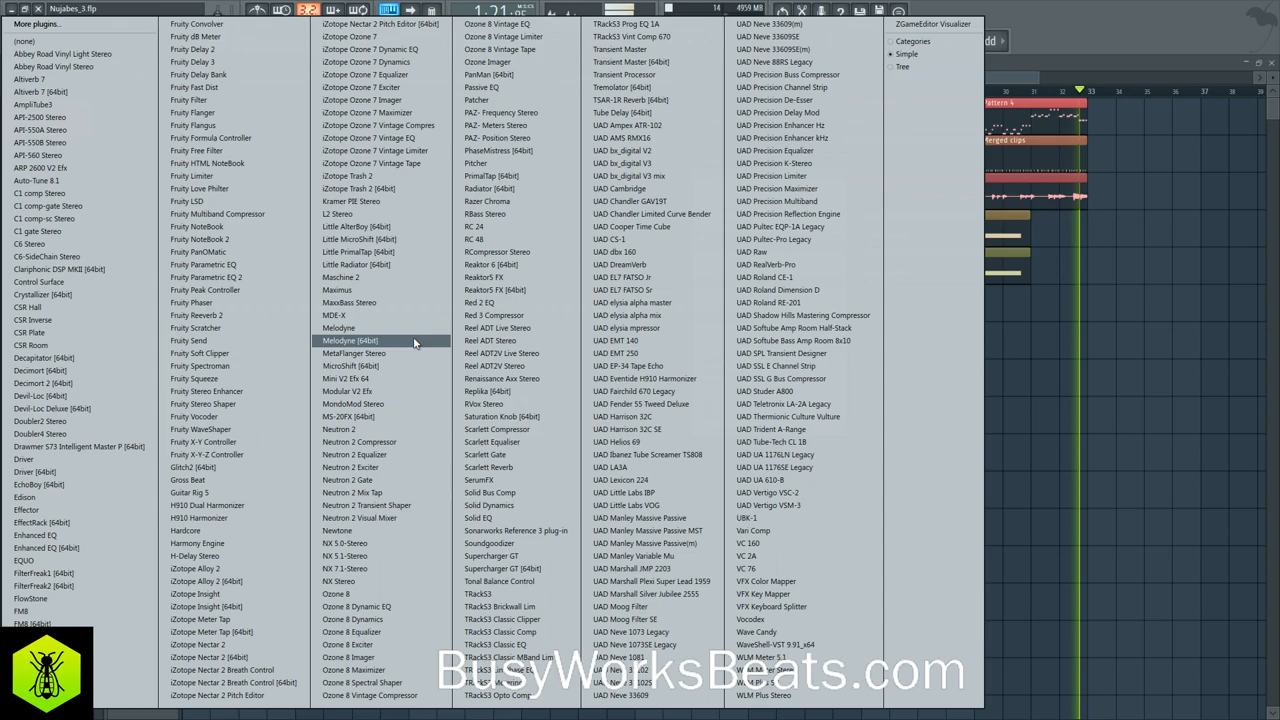 Nujabes_3.flp
3:2
1:21:85
14
4959 MB
More plugins...
(none)
Abbey Road Vinyl Light Stereo
Abbey Road Vinyl Stereo
Altiverb 7
Altiverb 7 [64bit]
AmpliTube3
API-2500 Stereo
API-550A Stereo
API-550B Stereo
API-560 Stereo
ARP 2600 V2 Efx
Auto-Tune 8.1
C1 comp Stereo
C1 comp-gate Stereo
C1 comp-sc Stereo
C1 gate Stereo
C6 Stereo
C6-SideChain Stereo
Clariphonic DSP MKII [64bit]
Control Surface
Crystallizer [64bit]
CSR Hall
CSR Inverse
CSR Plate
CSR Room
Decapitator [64bit]
Decimort [64bit]
Decimort 2 [64bit]
Devil-Loc [64bit]
Devil-Loc Deluxe [64bit]
Doubler2 Stereo
Doubler4 Stereo
Drawmer S73 Intelligent Master P [64bit]
Driver
Driver [64bit]
EchoBoy [64bit]
Edison
Effector
EffectRack [64bit]
Enhanced EQ
Enhanced EQ [64bit]
EQUO
FilterFreak1 [64bit]
FilterFreak2 [64bit]
FlowStone
FM8
FM8 [64bit]
Fruity Convolver
Fruity dB Meter
Fruity Delay 2
Fruity Delay 3
Fruity Delay Bank
Fruity Fast Dist
Fruity Filter
Fruity Flanger
Fruity Flangus
Fruity Formula Controller
Fruity Free Filter
Fruity HTML NoteBook
Fruity Limiter
Fruity Love Philter
Fruity LSD
Fruity Multiband Compressor
Fruity NoteBook
Fruity NoteBook 2
Fruity PanOMatic
Fruity Parametric EQ
Fruity Parametric EQ 2
Fruity Peak Controller
Fruity Phaser
Fruity Reeverb 2
Fruity Scratcher
Fruity Send
Fruity Soft Clipper
Fruity Spectroman
Fruity Squeeze
Fruity Stereo Enhancer
Fruity Stereo Shaper
Fruity Vocoder
Fruity WaveShaper
Fruity X-Y Controller
Fruity X-Y-Z Controller
Glitch2 [64bit]
Gross Beat
Guitar Rig 5
H910 Dual Harmonizer
H910 Harmonizer
Hardcore
Harmony Engine
H-Delay Stereo
iZotope Alloy 2
iZotope Alloy 2 [64bit]
iZotope Insight
iZotope Insight [64bit]
iZotope Meter Tap
iZotope Meter Tap [64bit]
iZotope Nectar 2
iZotope Nectar 2 [64bit]
iZotope Nectar 2 Breath Control
iZotope Nectar 2 Breath Control [64bit]
iZotope Nectar 2 Pitch Editor
iZotope Nectar 2 Pitch Editor [64bit]
iZotope Ozone 7
iZotope Ozone 7 Dynamic EQ
iZotope Ozone 7 Dynamics
iZotope Ozone 7 Equalizer
iZotope Ozone 7 Exciter
iZotope Ozone 7 Imager
iZotope Ozone 7 Maximizer
iZotope Ozone 7 Vintage Compres
iZotope Ozone 7 Vintage EQ
iZotope Ozone 7 Vintage Limiter
iZotope Ozone 7 Vintage Tape
iZotope Trash 2
iZotope Trash 2 [64bit]
Kramer PIE Stereo
L2 Stereo
Little AlterBoy [64bit]
Little MicroShift [64bit]
Little PrimalTap [64bit]
Little Radiator [64bit]
Maschine 2
Maximus
MaxxBass Stereo
MDE-X
Melodyne
Melodyne [64bit]
MetaFlanger Stereo
MicroShift [64bit]
Mini V2 Efx 64
Modular V2 Efx
MondoMod Stereo
MS-20FX [64bit]
Neutron 2
Neutron 2 Compressor
Neutron 2 Equalizer
Neutron 2 Exciter
Neutron 2 Gate
Neutron 2 Mix Tap
Neutron 2 Transient Shaper
Neutron 2 Visual Mixer
Newtone
NX 5.0-Stereo
NX 5.1-Stereo
NX 7.1-Stereo
NX Stereo
Ozone 8
Ozone 8 Dynamic EQ
Ozone 8 Dynamics
Ozone 8 Equalizer
Ozone 8 Exciter
Ozone 8 Imager
Ozone 8 Maximizer
Ozone 8 Spectral Shaper
Ozone 8 Vintage Compressor
Ozone 8 Vintage EQ
Ozone 8 Vintage Limiter
Ozone 8 Vintage Tape
Ozone Imager
PanMan [64bit]
Passive EQ
Patcher
PAZ- Frequency Stereo
PAZ- Meters Stereo
PAZ- Position Stereo
PhaseMistress [64bit]
Pitcher
PrimalTap [64bit]
Radiator [64bit]
Razer Chroma
RBass Stereo
RC 24
RC 48
RCompressor Stereo
Reaktor 6 [64bit]
Reaktor5 FX
Reaktor5 FX [64bit]
Red 2 EQ
Red 3 Compressor
Reel ADT Live Stereo
Reel ADT Stereo
Reel ADT2V Live Stereo
Reel ADT2V Stereo
Renaissance Axx Stereo
Replika [64bit]
RVox Stereo
Saturation Knob [64bit]
Scarlett Compressor
Scarlett Equaliser
Scarlett Gate
Scarlett Reverb
SerumFX
Solid Bus Comp
Solid Dynamics
Solid EQ
Sonarworks Reference 3 plug-in
Soundgoodizer
Supercharger GT
Supercharger GT [64bit]
Tonal Balance Control
TRackS3
TRackS3 Brickwall Lim
TRackS3 Classic Clipper
TRackS3 Classic Comp
TRackS3 Classic EQ
TRackS3 Classic MBand Lim
TRackS3 Opto Comp
TRackS3 Prog EQ 1A
TRackS3 Vint Comp 670
Transient Master
Transient Master [64bit]
Transient Processor
Tremolator [64bit]
TSAR-1R Reverb [64bit]
Tube Delay [64bit]
UAD Ampex ATR-102
UAD AMS RMX16
UAD bx_digital V2
UAD bx_digital V3
UAD bx_digital V3 mix
UAD Cambridge
UAD Chandler GAV19T
UAD Chandler Limited Curve Bender
UAD Cooper Time Cube
UAD CS-1
UAD dbx 160
UAD DreamVerb
UAD EL7 FATSO Jr
UAD EL7 FATSO Sr
UAD elysia alpha master
UAD elysia alpha mix
UAD elysia mpressor
UAD EMT 140
UAD EMT 250
UAD EP-34 Tape Echo
UAD Eventide H910 Harmonizer
UAD Fairchild 670 Legacy
UAD Fender 55 Tweed Deluxe
UAD Harrison 32C
UAD Harrison 32C SE
UAD Helios 69
UAD Ibanez Tube Screamer TS808
UAD LA3A
UAD Lexicon 224
UAD Little Labs IBP
UAD Little Labs VOG
UAD Manley Massive Passive
UAD Manley Massive Passive MST
UAD Manley Massive Passive(m)
UAD Manley Variable Mu
UAD Marshall JMP 2203
UAD Marshall Plexi Super Lead 1959
UAD Marshall Silver Jubilee 2555
UAD Moog Filter
UAD Moog Filter SE
UAD Neve 1073 Legacy
UAD Neve 1073SE Legacy
UAD Neve 1081
UAD Neve 33609
UAD Neve 33609(m)
UAD Neve 33609SE
UAD Neve 33609SE(m)
UAD Neve 88RS Legacy
UAD Precision Buss Compressor
UAD Precision Channel Strip
UAD Precision De-Esser
UAD Precision Delay Mod
UAD Precision Enhancer Hz
UAD Precision Enhancer kHz
UAD Precision Equalizer
UAD Precision K-Stereo
UAD Precision Limiter
UAD Precision Maximizer
UAD Precision Multiband
UAD Precision Reflection Engine
UAD Pultec EQP-1A Legacy
UAD Pultec-Pro Legacy
UAD Raw
UAD RealVerb-Pro
UAD Roland CE-1
UAD Roland Dimension D
UAD Roland RE-201
UAD Shadow Hills Mastering Compressor
UAD Softube Amp Room Half-Stack
UAD Softube Bass Amp Room 8x10
UAD SPL Transient Designer
UAD SSL E Channel Strip
UAD SSL G Bus Compressor
UAD Studer A800
UAD Teletronix LA-2A Legacy
UAD Thermionic Culture Vulture
UAD Trident A-Range
UAD Tube-Tech CL 1B
UAD UA 1176LN Legacy
UAD UA 1176SE Legacy
UAD UA 610-B
UAD Vertigo VSC-2
UAD Vertigo VSM-3
UBK-1
Vari Comp
VC 160
VC 2A
VC 76
VFX Color Mapper
VFX Key Mapper
VFX Keyboard Splitter
Vocodex
Wave Candy
WaveShell-VST 9.91_x64
WLM Meter 5.1
WLM Meter Stereo
WLM Plus 5.1
WLM Plus Stereo
ZGameEditor Visualizer
Categories
Simple
Tree
dd
31 32 33 34 35 36 37 38 39
Pattern 4
Merged clips
BusyWorksBeats.com